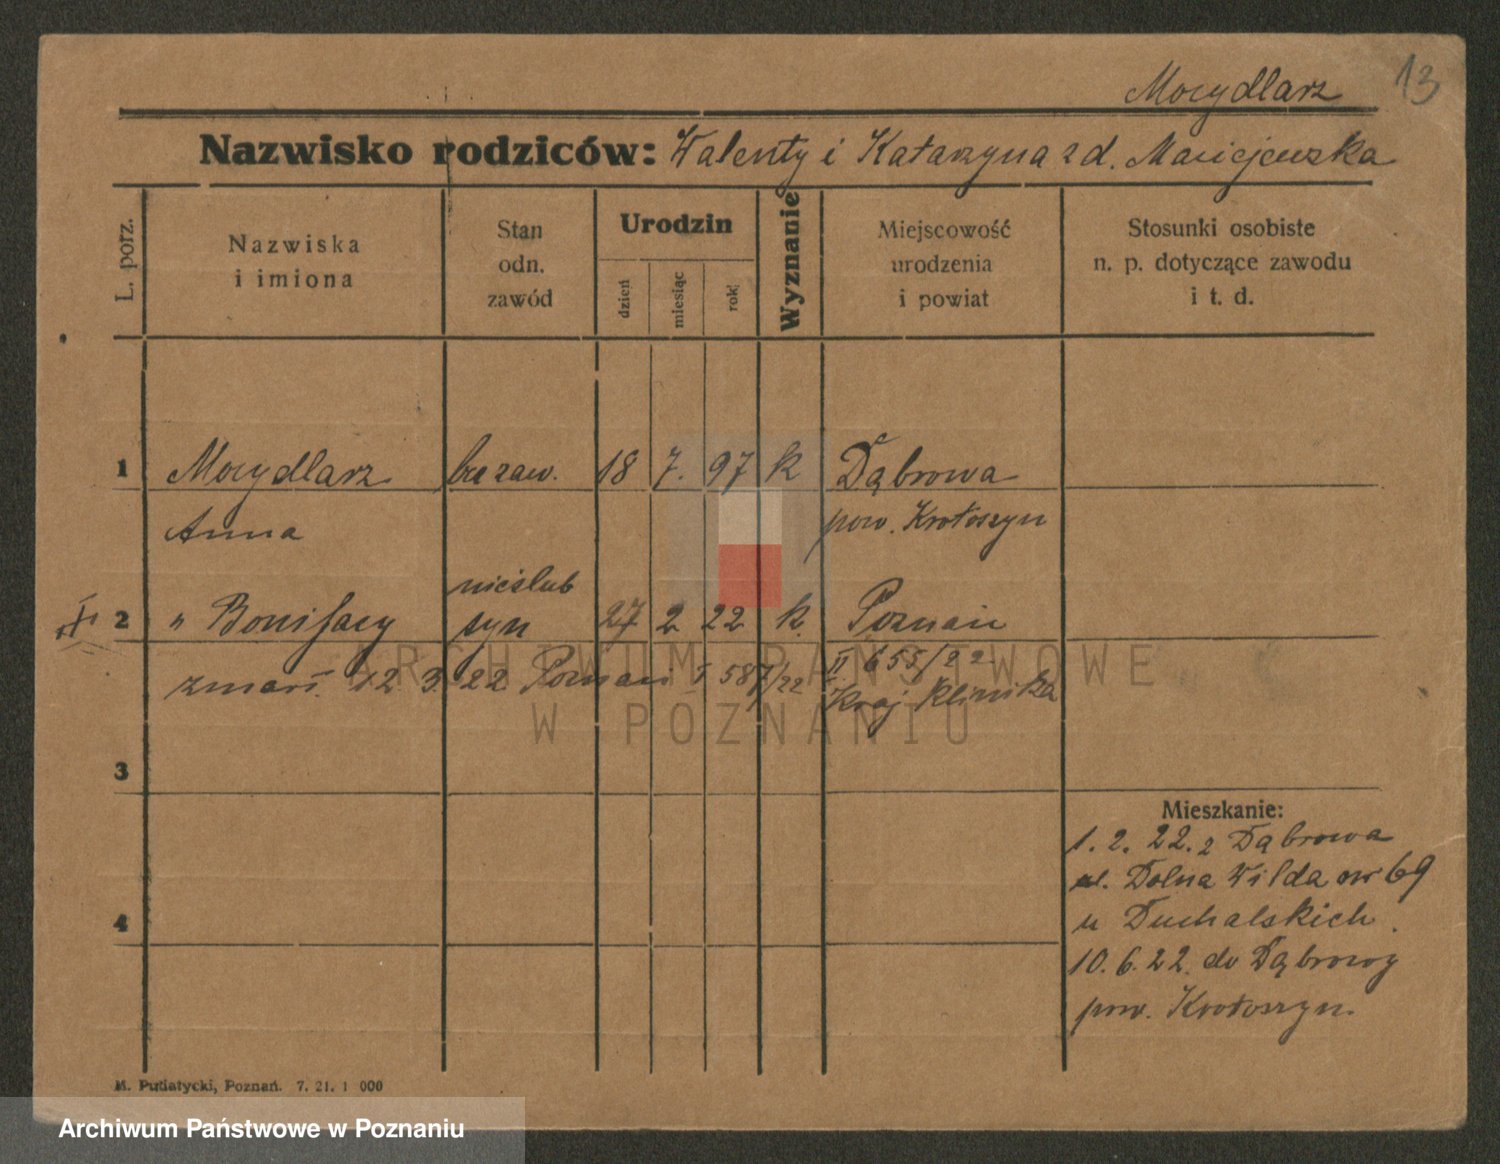 13
Mocydlarz
Nazwisko rodziców: Walenty i Katarzyna z d. Maciejewska
L. porz.
Nazwiska
i imiona
Stan
odn.
zawód
Urodzin
dzień
miesiąc
rok
Wyznanie
Miejscowość
urodzenia
i powiat
Stosunki osobiste
n. p. dotyczące zawodu
i t. d.
1 Mocydlarz bez zaw. 18 7. 97 k Dąbrowa
Anna pow. Krotoszyn
nieślub
2 " Bonifacy syn 27 2 22 k. Poznań
zmarł 12 3 22 Poznań I 587/22 II 655/22
Kraj Klinika
ARCHIWUM PAŃSTWOWE
W POZNANIU
3
Mieszkanie:
1. 2. 22. z Dąbrowa
ul. Dolna Wilda nr 69
4
u Duchalskich.
10. 6. 22. do Dąbrowy
pow. Krotoszyn.
M. Putiatycki, Poznań. 7. 21. 1 000
Archiwum Państwowe w Poznaniu